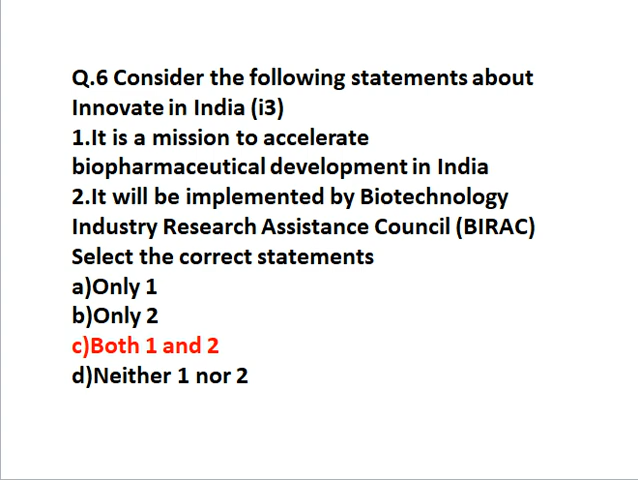 Q.6 Consider the following statements about
Innovate in India (i3)
1.It is a mission to accelerate
biopharmaceutical development in India
2.It will be implemented by Biotechnology
Industry Research Assistance Council (BIRAC)
Select the correct statements
a)Only 1
b)Only 2
c)Both 1 and 2
d)Neither 1 nor 2